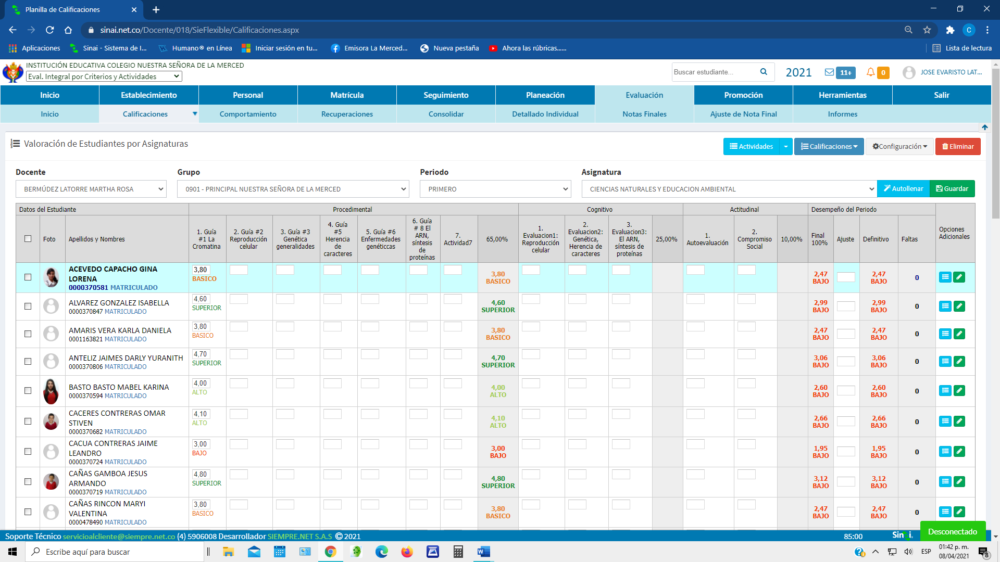 Planilla de Calificaciones
sinai.net.co/Docente/018/SieFlexible/Calificaciones.aspx
C
Aplicaciones
Sinai - Sistema de I...
Humano® en Línea
Iniciar sesión en tu...
Emisora La Merced...
Nueva pestaña
Ahora las rúbricas......
Lista de lectura
INSTITUCIÓN EDUCATIVA COLEGIO NUESTRA SEÑORA DE LA MERCED
Eval. Integral por Criterios y Actividades
Buscar estudiante...
2021
11+
0
JOSE EVARISTO LAT...
Inicio
Establecimiento
Personal
Matrícula
Seguimiento
Planeación
Evaluación
Promoción
Herramientas
Salir
Inicio
Calificaciones
Comportamiento
Recuperaciones
Consolidar
Detallado Individual
Notas Finales
Ajuste de Nota Final
Informes
Valoración de Estudiantes por Asignaturas
Actividades
Calificaciones
Configuración
Eliminar
Docente
Grupo
Periodo
Asignatura
BERMÚDEZ LATORRE MARTHA ROSA
0901 - PRINCIPAL NUESTRA SEÑORA DE LA MERCED
PRIMERO
CIENCIAS NATURALES Y EDUCACION AMBIENTAL
Autollenar
Guardar
Datos del Estudiante
Procedimental
Cognitivo
Actitudinal
Desempeño del Periodo
Opciones
Adicionales
Foto
Apellidos y Nombres
1. Guía
#1 La
Cromatina
2. Guía #2
Reproducción
celular
3. Guía #3
Genética
generalidades
4. Guía
#5
Herencia
de
caracteres
5. Guía #6
Enfermedades
genéticcas
6. Guía
# 8 El
ARN,
síntesis
de
proteínas
7.
Actividad7
65,00%
1.
Evaluacion1:
Reproducción
celular
2.
Evaluacion2:
Genética,
Herencia de
caracteres
3.
Evaluacion3:
El ARN,
síntesis de
proteínas
25,00%
1.
Autoevaluación
2.
Compromiso
Social
10,00%
Final
100%
Ajuste
Definitivo
Faltas
ACEVEDO CAPACHO GINA
LORENA
0000370581 MATRICULADO
3,80
BASICO
3,80
BASICO
2,47
BAJO
2,47
BAJO
0
ALVAREZ GONZALEZ ISABELLA
0000370847 MATRICULADO
4,60
SUPERIOR
4,60
SUPERIOR
2,99
BAJO
2,99
BAJO
0
AMARIS VERA KARLA DANIELA
0001163821 MATRICULADO
3,80
BASICO
3,80
BASICO
2,47
BAJO
2,47
BAJO
0
ANTELIZ JAIMES DARLY YURANITH
0000370806 MATRICULADO
4,70
SUPERIOR
4,70
SUPERIOR
3,06
BAJO
3,06
BAJO
0
BASTO BASTO MABEL KARINA
0000370594 MATRICULADO
4,00
ALTO
4,00
ALTO
2,60
BAJO
2,60
BAJO
0
CACERES CONTRERAS OMAR
STIVEN
0000370682 MATRICULADO
4,10
ALTO
4,10
ALTO
2,66
BAJO
2,66
BAJO
0
CACUA CONTRERAS JAIME
LEANDRO
0000370724 MATRICULADO
3,00
BAJO
3,00
BAJO
1,95
BAJO
1,95
BAJO
0
CAÑAS GAMBOA JESUS
ARMANDO
0000370719 MATRICULADO
4,80
SUPERIOR
4,80
SUPERIOR
3,12
BAJO
3,12
BAJO
0
CAÑAS RINCON MARYI
VALENTINA
0000478490 MATRICULADO
3,80
BASICO
3,80
BASICO
2,47
BAJO
2,47
BAJO
0
Soporte Técnico servicioalcliente@siempre.net.co (4) 5906008 Desarrollador SIEMPRE.NET S.A.S © 2021
85:00
Desconectado
Escribe aquí para buscar
ESP
01:42 p. m.
08/04/2021
8